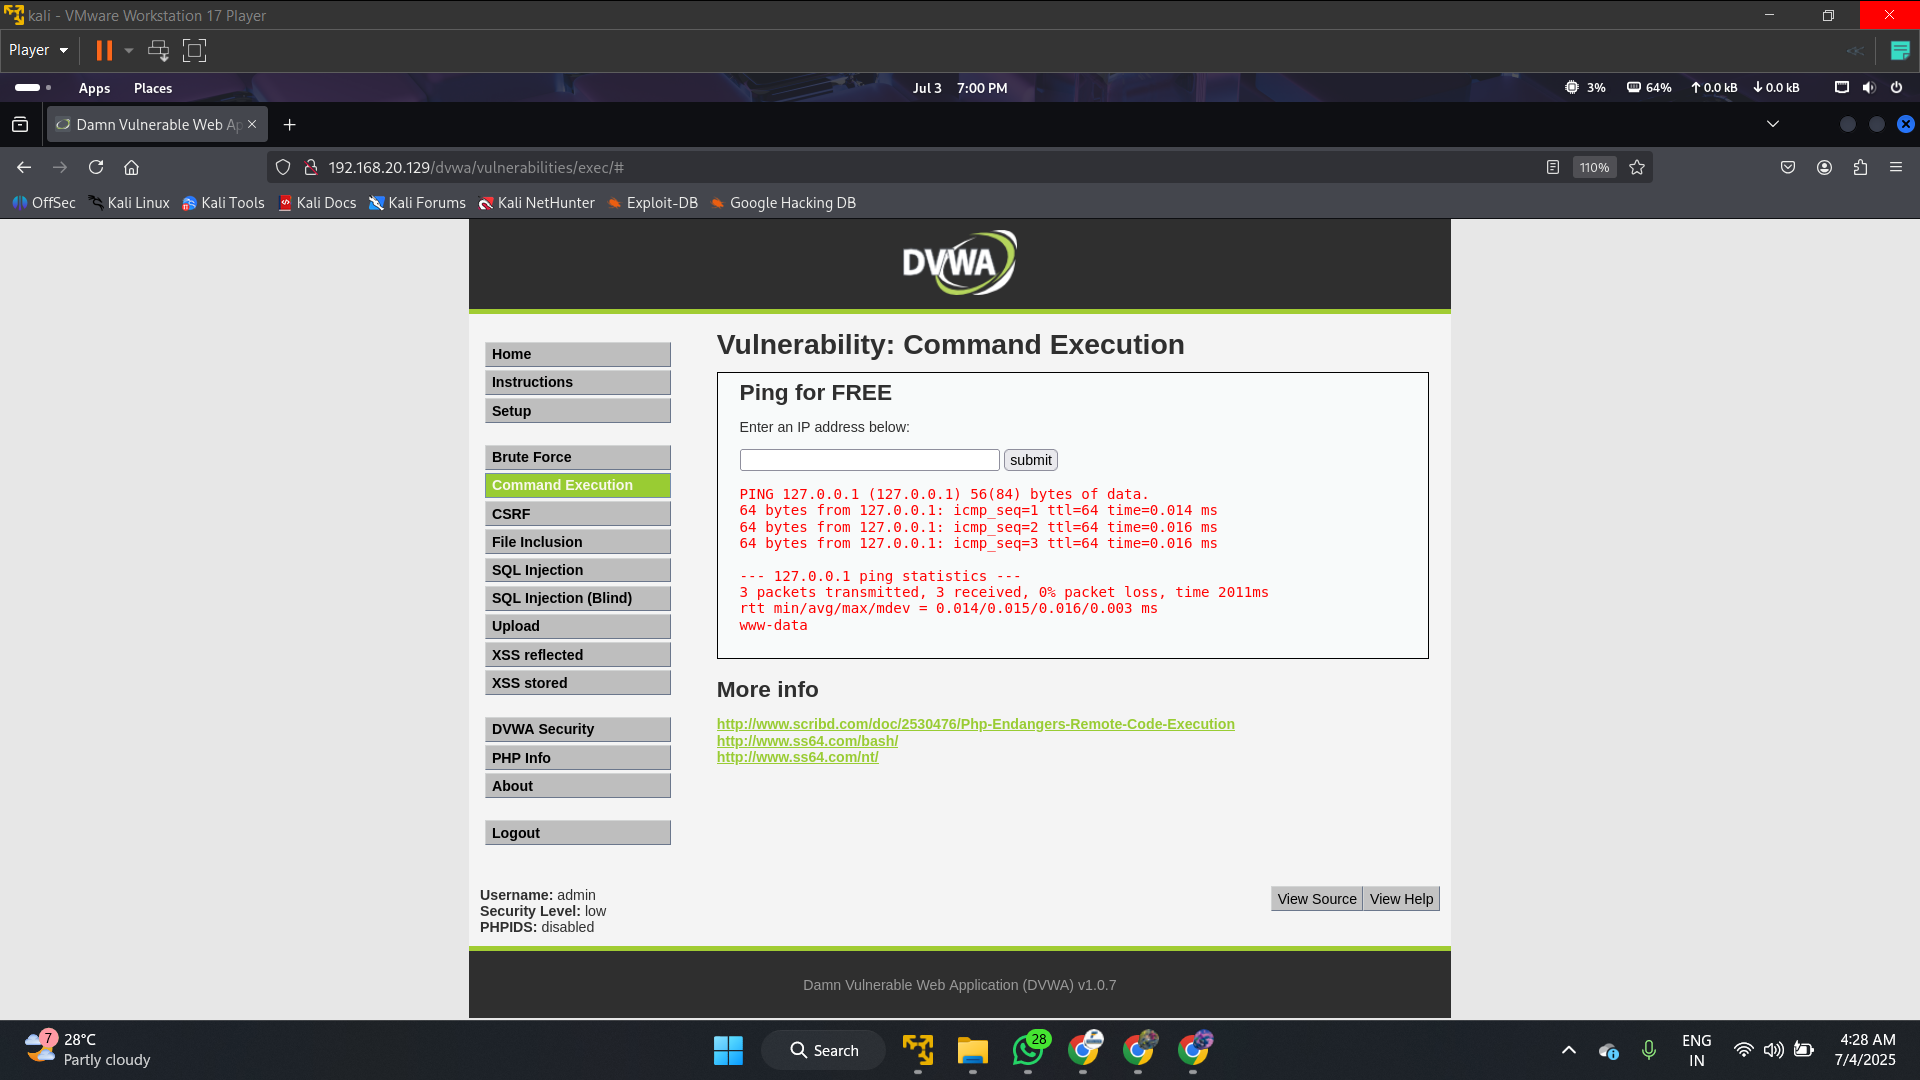 kali - VMware Workstation 17 Player
Player
Apps Places Jul 3 7:00 PM 3% 64% 0.0 kB 0.0 kB
Damn Vulnerable Web Ap
192.168.20.129/dvwa/vulnerabilities/exec/# 110%
OffSec Kali Linux Kali Tools Kali Docs Kali Forums Kali NetHunter Exploit-DB Google Hacking DB
DVWA
Home
Instructions
Setup
Brute Force
Command Execution
CSRF
File Inclusion
SQL Injection
SQL Injection (Blind)
Upload
XSS reflected
XSS stored
DVWA Security
PHP Info
About
Logout
Vulnerability: Command Execution
Ping for FREE
Enter an IP address below:
submit
PING 127.0.0.1 (127.0.0.1) 56(84) bytes of data.
64 bytes from 127.0.0.1: icmp_seq=1 ttl=64 time=0.014 ms
64 bytes from 127.0.0.1: icmp_seq=2 ttl=64 time=0.016 ms
64 bytes from 127.0.0.1: icmp_seq=3 ttl=64 time=0.016 ms
--- 127.0.0.1 ping statistics ---
3 packets transmitted, 3 received, 0% packet loss, time 2011ms
rtt min/avg/max/mdev = 0.014/0.015/0.016/0.003 ms
www-data
More info
http://www.scribd.com/doc/2530476/Php-Endangers-Remote-Code-Execution
http://www.ss64.com/bash/
http://www.ss64.com/nt/
Username: admin
Security Level: low
PHPIDS: disabled
View Source View Help
Damn Vulnerable Web Application (DVWA) v1.0.7
7
28°C
Partly cloudy
Search
28
ENG
IN
4:28 AM
7/4/2025